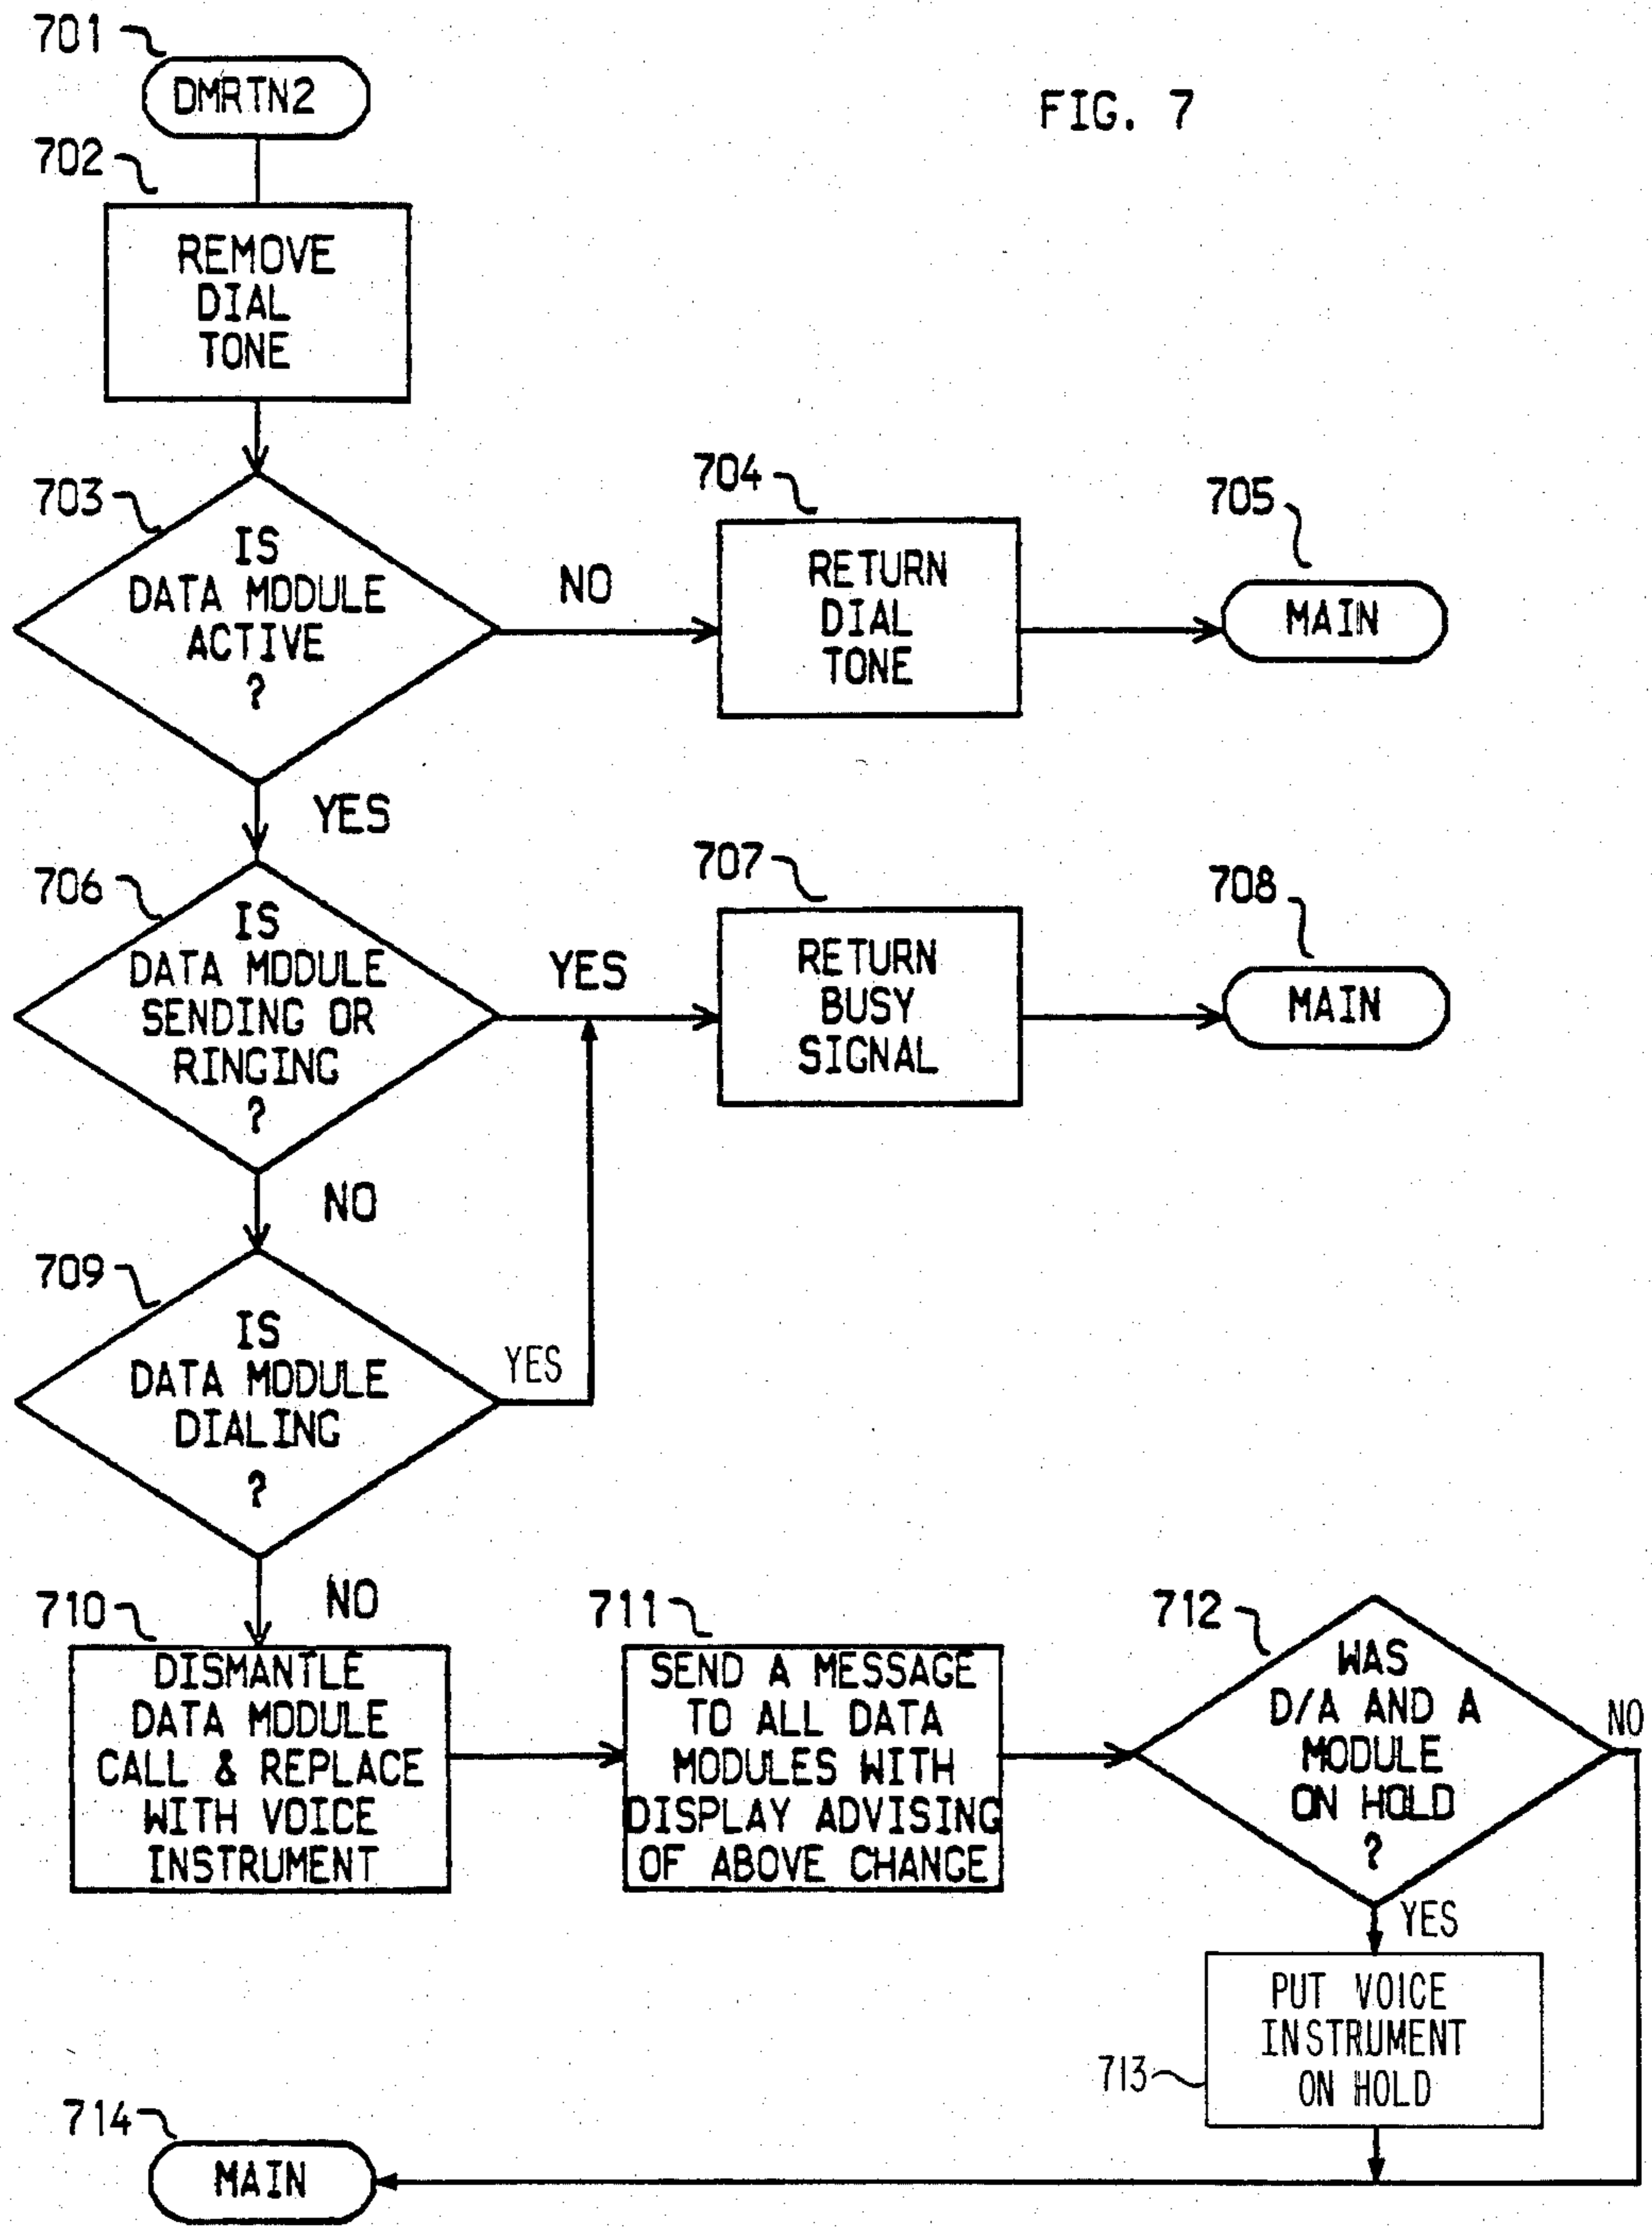 701
DMRTN2
FIG. 7
702
REMOVE
DIAL
TONE
703
IS
DATA MODULE
ACTIVE
?
NO
704
RETURN
DIAL
TONE
705
MAIN
YES
706
IS
DATA MODULE
SENDING OR
RINGING
?
YES
707
RETURN
BUSY
SIGNAL
708
MAIN
NO
709
IS
DATA MODULE
DIALING
?
YES
NO
710
DISMANTLE
DATA MODULE
CALL & REPLACE
WITH VOICE
INSTRUMENT
711
SEND A MESSAGE
TO ALL DATA
MODULES WITH
DISPLAY ADVISING
OF ABOVE CHANGE
712
WAS
D/A AND A
MODULE
ON HOLD
?
NO
YES
713
PUT VOICE
INSTRUMENT
ON HOLD
714
MAIN